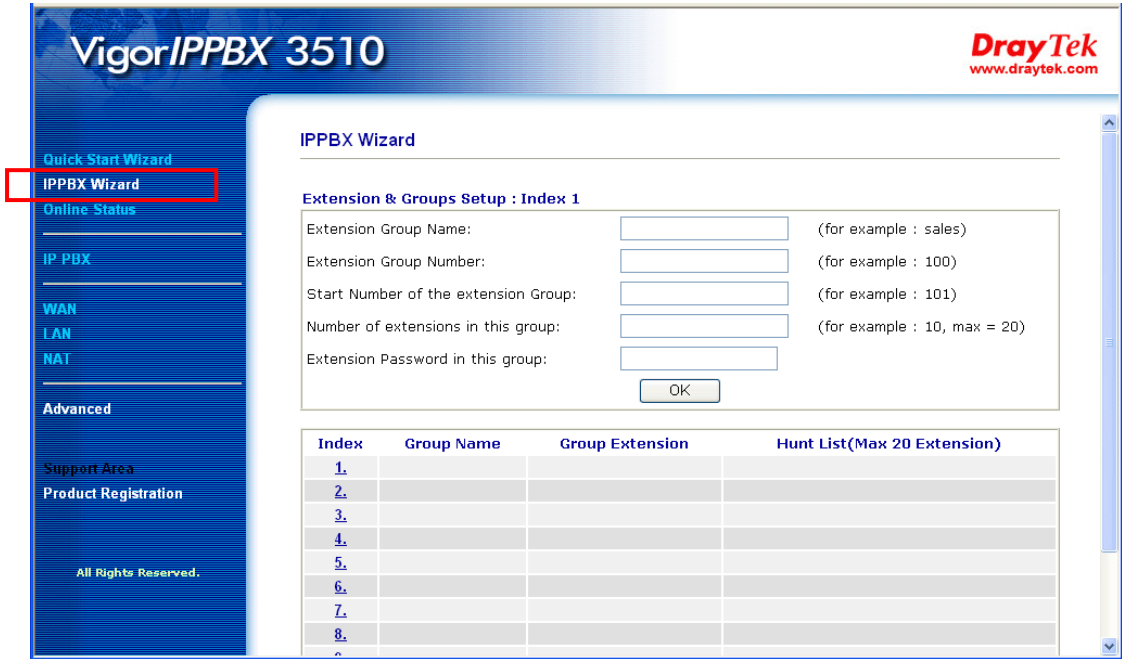 VigorIPPBX 3510
DrayTek
www.draytek.com
Quick Start Wizard
IPPBX Wizard
Online Status
IP PBX
WAN
LAN
NAT
Advanced
Support Area
Product Registration
All Rights Reserved.
IPPBX Wizard
Extension & Groups Setup : Index 1
Extension Group Name: (for example : sales)
Extension Group Number: (for example : 100)
Start Number of the extension Group: (for example : 101)
Number of extensions in this group: (for example : 10, max = 20)
Extension Password in this group:
OK
Index Group Name Group Extension Hunt List(Max 20 Extension)
1.
2.
3.
4.
5.
6.
7.
8.